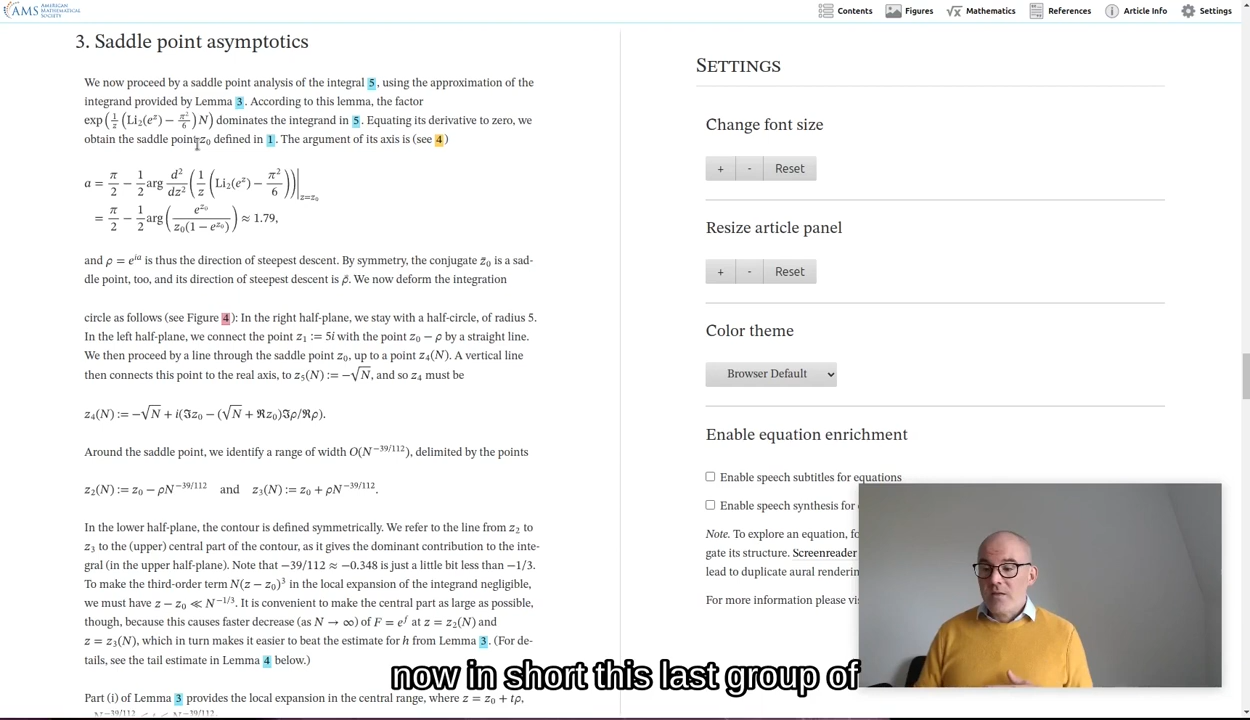 AMS AMERICAN MATHEMATICAL SOCIETY
Contents Figures Mathematics References Article Info Settings
3. Saddle point asymptotics
We now proceed by a saddle point analysis of the integral 5, using the approximation of the
integrand provided by Lemma 3. According to this lemma, the factor
exp(1/z (Li₂(e^z) − π²/6)N) dominates the integrand in 5. Equating its derivative to zero, we
obtain the saddle point z₀ defined in 1. The argument of its axis is (see 4)
a = π/2 − 1/2 arg d²/dz² (1/z (Li₂(e^z) − π²/6))|_{z=z₀}
= π/2 − 1/2 arg(e^{z₀}/(z₀(1 − e^{z₀}))) ≈ 1.79,
and ρ = e^{ia} is thus the direction of steepest descent. By symmetry, the conjugate z̄₀ is a sad-
dle point, too, and its direction of steepest descent is ρ̄. We now deform the integration
circle as follows (see Figure 4): In the right half-plane, we stay with a half-circle, of radius 5.
In the left half-plane, we connect the point z₁ := 5i with the point z₀ − ρ by a straight line.
We then proceed by a line through the saddle point z₀, up to a point z₄(N). A vertical line
then connects this point to the real axis, to z₅(N) := −√N, and so z₄ must be
z₄(N) := −√N + i(ℑz₀ − (√N + ℜz₀)ℑρ/ℜρ).
Around the saddle point, we identify a range of width O(N^{−39/112}), delimited by the points
z₂(N) := z₀ − ρN^{−39/112} and z₃(N) := z₀ + ρN^{−39/112}.
In the lower half-plane, the contour is defined symmetrically. We refer to the line from z₂ to
z₃ to the (upper) central part of the contour, as it gives the dominant contribution to the inte-
gral (in the upper half-plane). Note that −39/112 ≈ −0.348 is just a little bit less than −1/3.
To make the third-order term N(z − z₀)³ in the local expansion of the integrand negligible,
we must have z − z₀ ≪ N^{−1/3}. It is convenient to make the central part as large as possible,
though, because this causes faster decrease (as N → ∞) of F = e^f at z = z₂(N) and
z = z₃(N), which in turn makes it easier to beat the estimate for h from Lemma 3. (For de-
tails, see the tail estimate in Lemma 4 below.)
Part (i) of Lemma 3 provides the local expansion in the central range, where z = z₀ + tρ,
SETTINGS
Change font size
+ - Reset
Resize article panel
+ - Reset
Color theme
Browser Default
Enable equation enrichment
Enable speech subtitles for equations
Enable speech synthesis for
Note. To explore an equation, fo
gate its structure. Screenreader
lead to duplicate aural renderin
For more information please vis
now in short this last group of